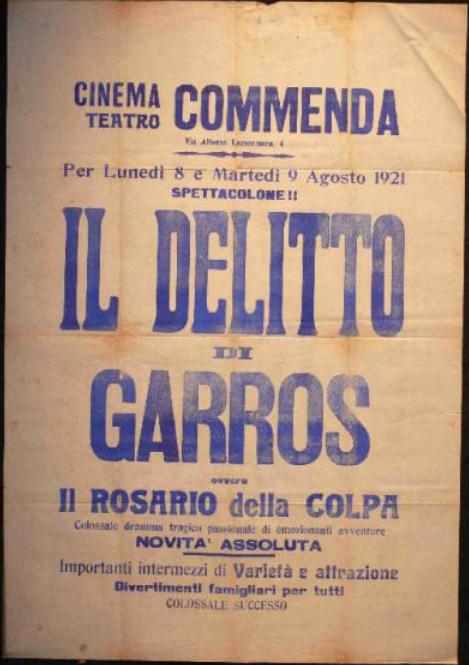 CINEMA TEATRO COMMENDA
Via Alfonso Lamarmora, 4
Per Lunedì 8 e Martedì 9 Agosto 1921
SPETTACOLONE!!
IL DELITTO
DI
GARROS
ovvero
Il ROSARIO della COLPA
Colossale dramma tragico passionale di emozionanti avventure
NOVITA' ASSOLUTA
Importanti intermezzi di Varietà e attrazione
Divertimenti famigliari per tutti
COLOSSALE SUCCESSO